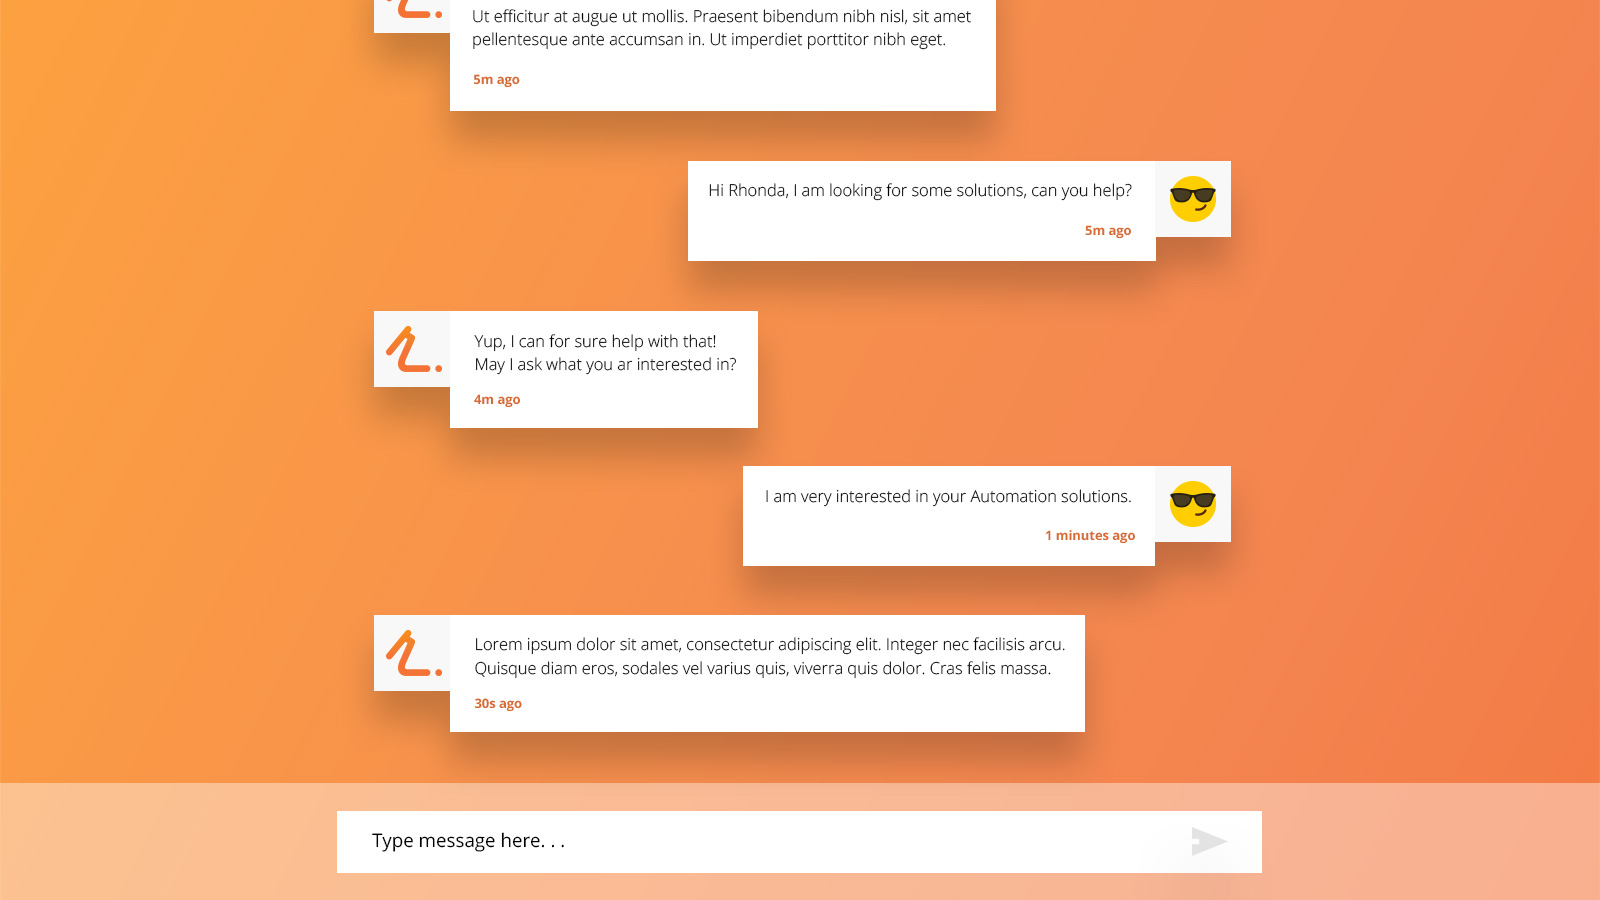 Ut efficitur at augue ut mollis. Praesent bibendum nibh nisl, sit amet
pellentesque ante accumsan in. Ut imperdiet porttitor nibh eget.
5m ago
Hi Rhonda, I am looking for some solutions, can you help?
5m ago
Yup, I can for sure help with that!
May I ask what you ar interested in?
4m ago
I am very interested in your Automation solutions.
1 minutes ago
Lorem ipsum dolor sit amet, consectetur adipiscing elit. Integer nec facilisis arcu.
Quisque diam eros, sodales vel varius quis, viverra quis dolor. Cras felis massa.
30s ago
Type message here. . .